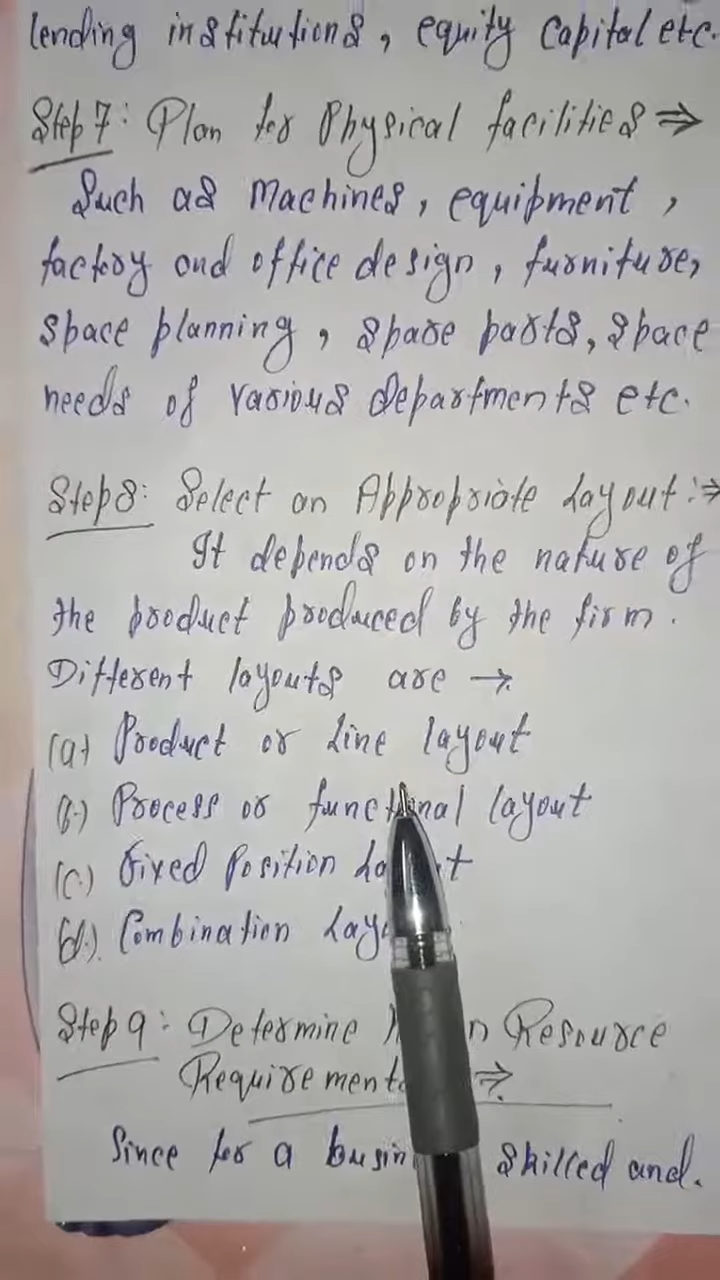 lending institutions, equity Capital etc.
Step 7: Plan for Physical facilities ⇒
Such as Machines, equipment,
factory and office design, furniture,
space planning, spare parts, space
needs of various departments etc.
Step 8: Select an Appropriate Layout:⇒
It depends on the nature of
the product produced by the firm.
Different layouts are →
(a) Product or Line layout
(b.) Process or functional layout
(c.) Fixed Position
(d.) Combination
Step 9: Determine Resource
⇒
Since for a Skilled and.